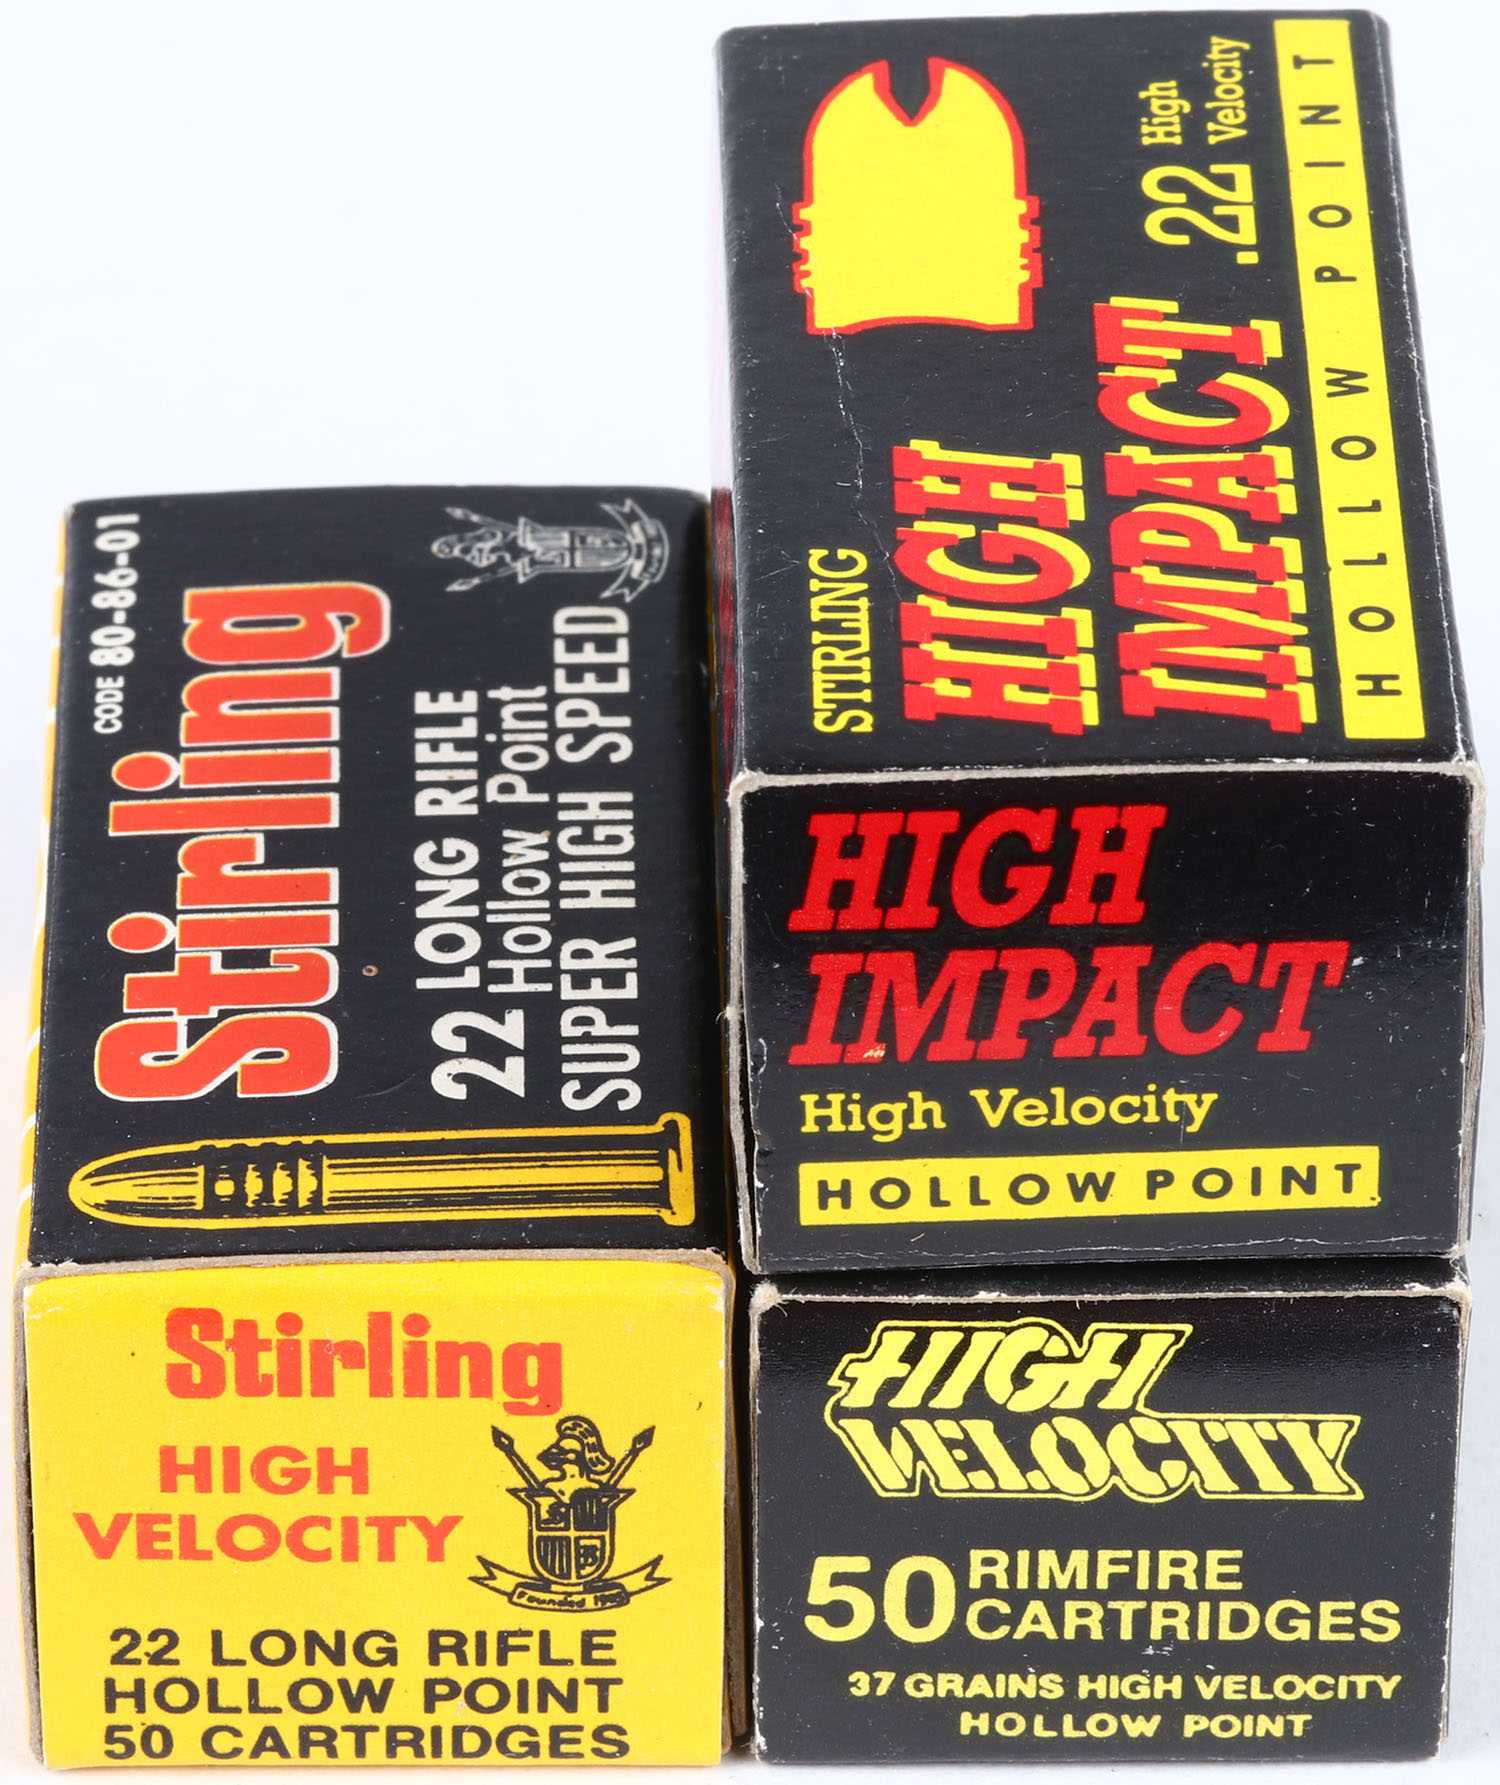 CODE 80-86-01
Stirling
22 LONG RIFLE
Hollow Point
SUPER HIGH SPEED
Stirling
HIGH
VELOCITY
Founded
22 LONG RIFLE
HOLLOW POINT
50 CARTRIDGES
STIRLING
HIGH
IMPACT
.22 High
Velocity
HOLLOW POINT
HIGH
IMPACT
High Velocity
HOLLOW POINT
HIGH
VELOCITY
50 RIMFIRE
CARTRIDGES
37 GRAINS HIGH VELOCITY
HOLLOW POINT